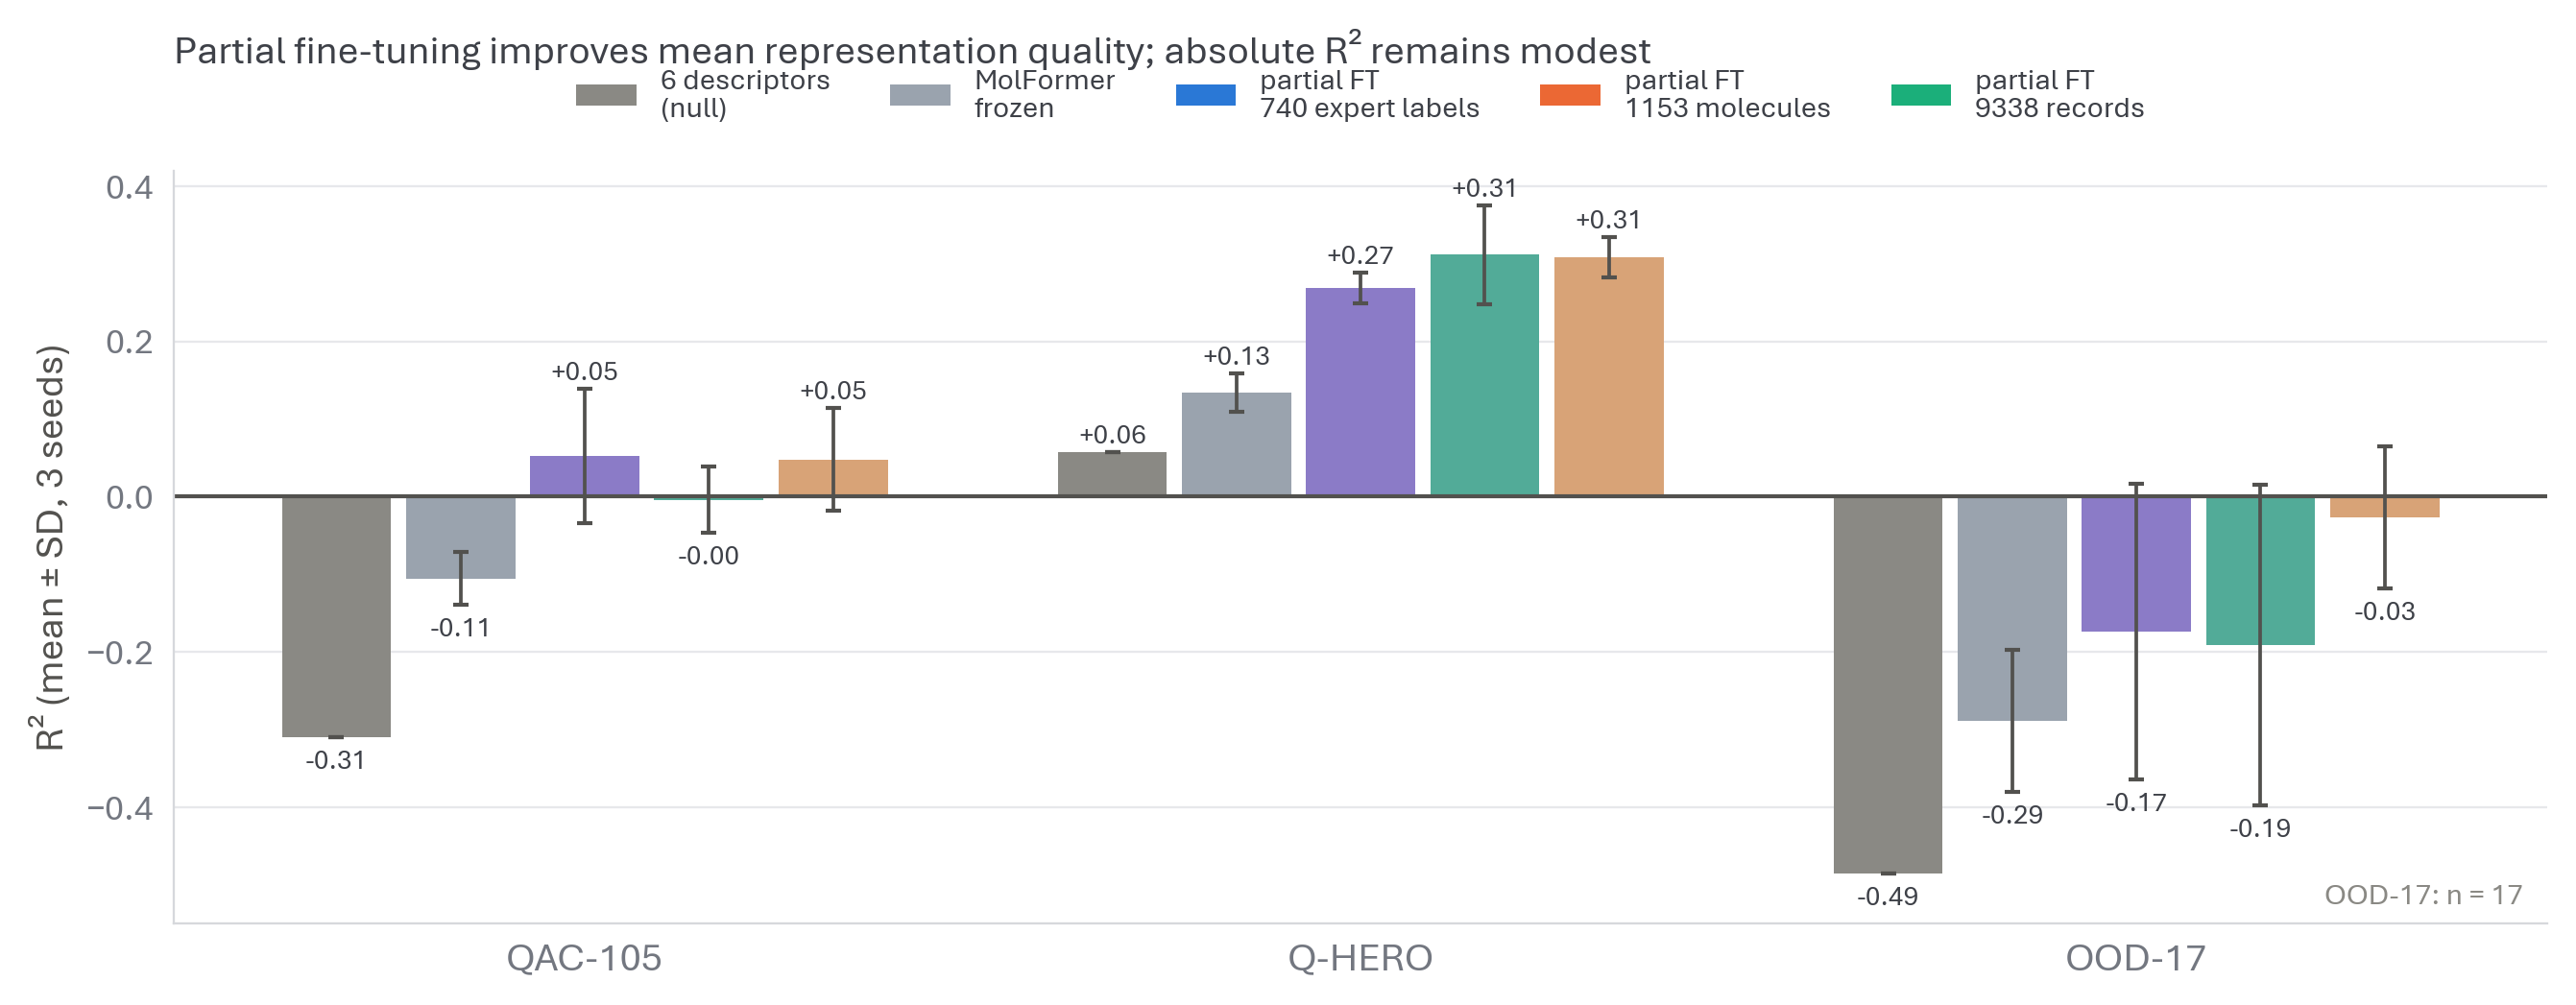 Partial fine-tuning improves mean representation quality; absolute R² remains modest
6 descriptors
(null)
MolFormer
frozen
partial FT
740 expert labels
partial FT
1153 molecules
partial FT
9338 records
R² (mean ± SD, 3 seeds)
0.4
0.2
0.0
−0.2
−0.4
-0.31
-0.11
+0.05
-0.00
+0.05
+0.06
+0.13
+0.27
+0.31
+0.31
-0.49
-0.29
-0.17
-0.19
-0.03
OOD-17: n = 17
QAC-105
Q-HERO
OOD-17